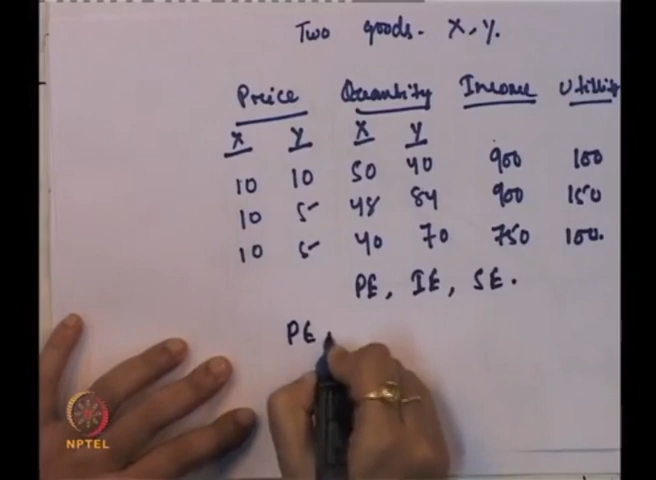 Two goods. X, Y.
Price Quantity Income Utility
X Y X Y
10 10 50 40 900 100
10 5 48 84 900 150
10 5 40 70 750 100.
PE, IE, SE.
PE
NPTEL